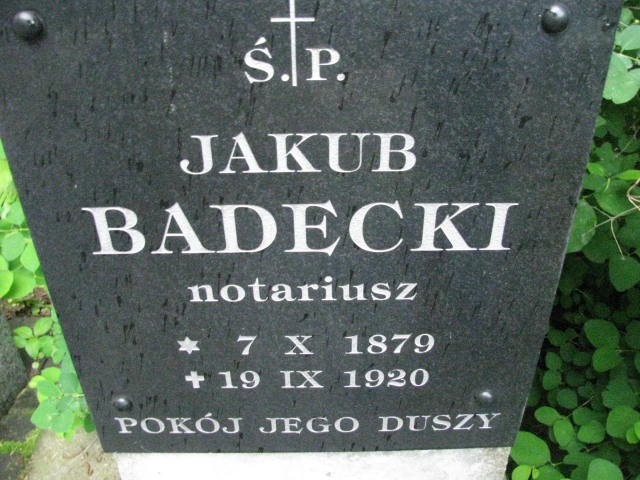 Ś. P.
JAKUB
BADECKI
notariusz
7 X 1879
19 IX 1920
POKÓJ JEGO DUSZY